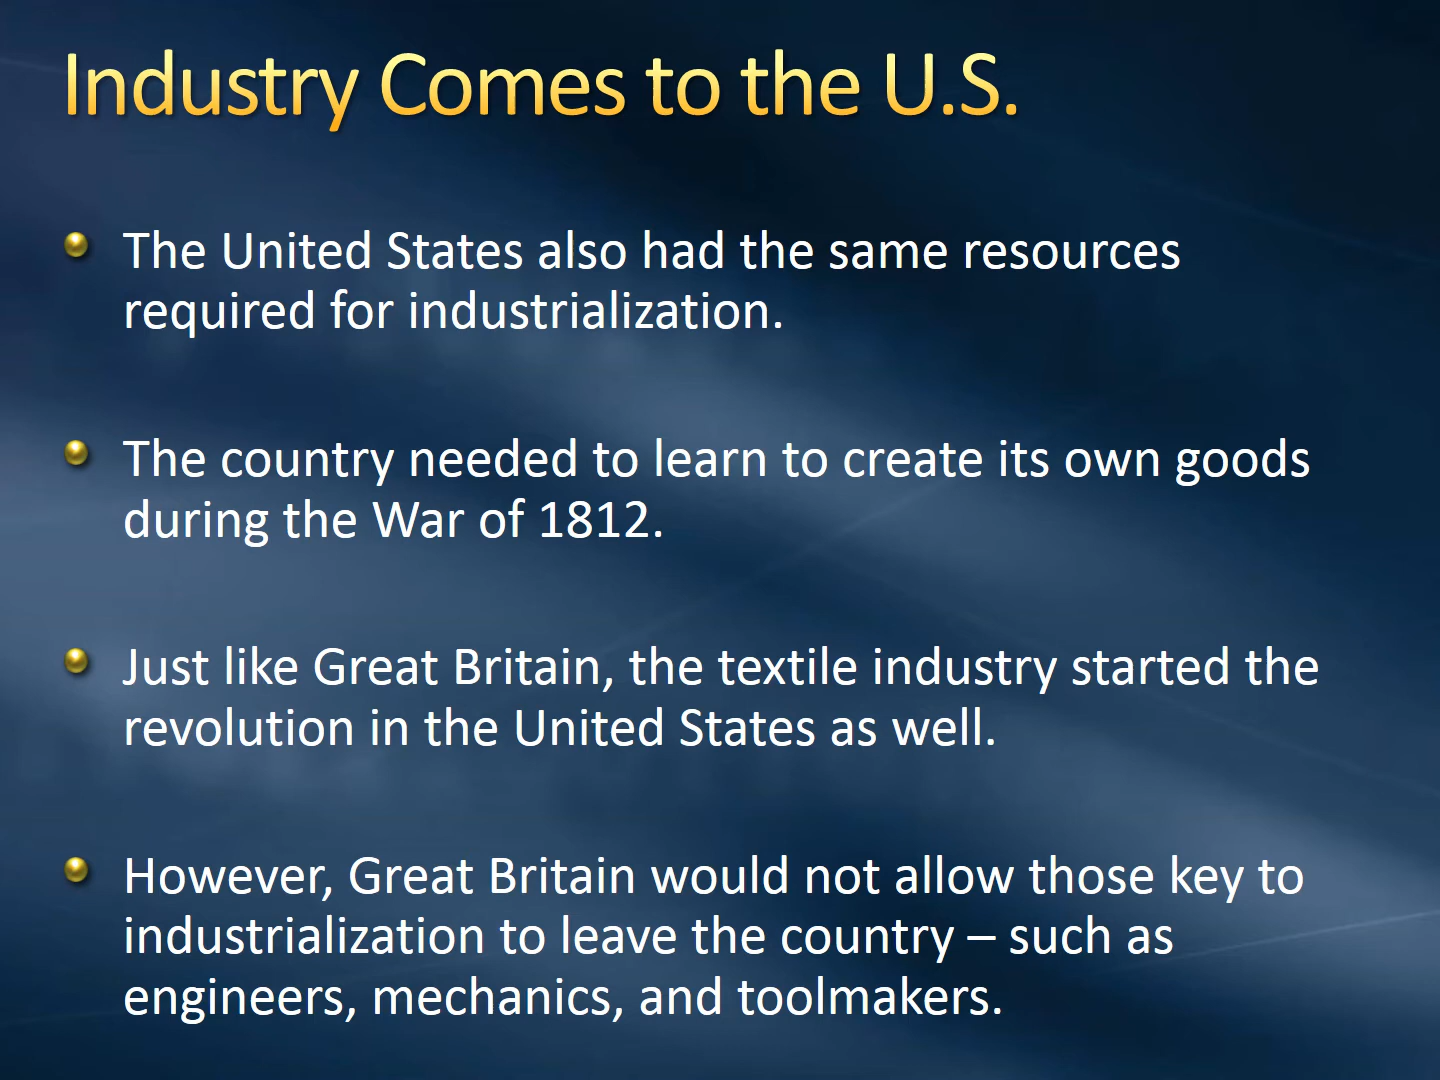 Industry Comes to the U.S.
The United States also had the same resources
required for industrialization.
The country needed to learn to create its own goods
during the War of 1812.
Just like Great Britain, the textile industry started the
revolution in the United States as well.
However, Great Britain would not allow those key to
industrialization to leave the country – such as
engineers, mechanics, and toolmakers.